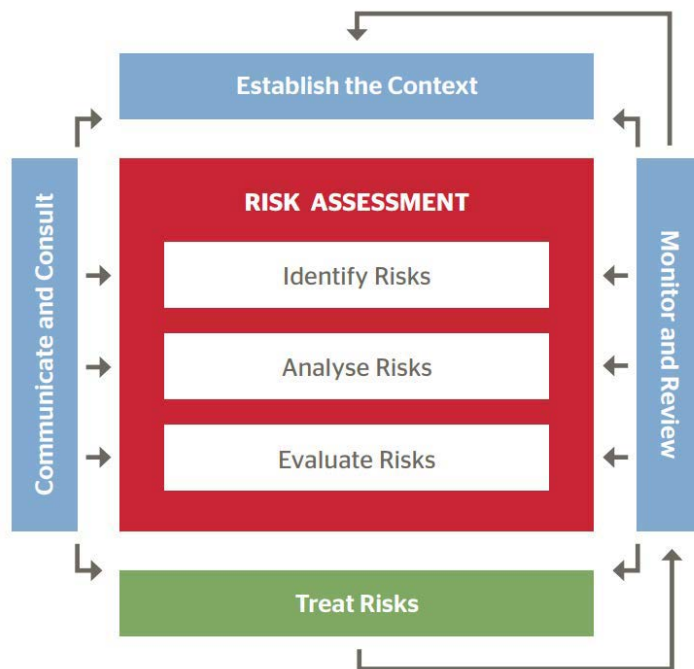 Establish the Context
Communicate and Consult
RISK ASSESSMENT
Identify Risks
Analyse Risks
Evaluate Risks
Monitor and Review
Treat Risks